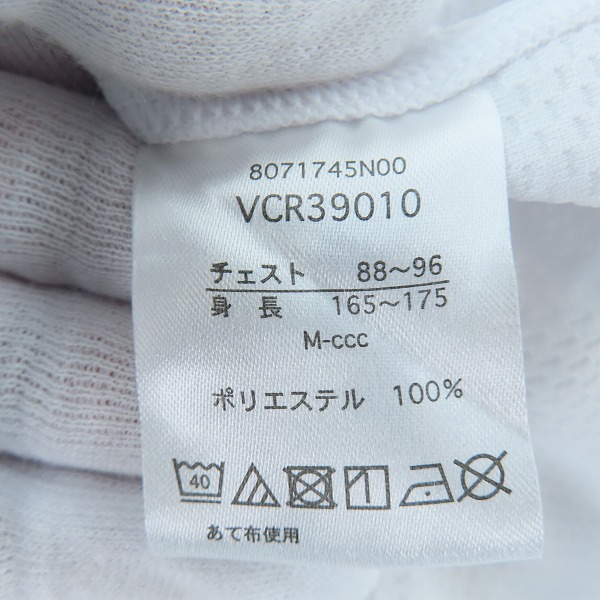 8071745N00
VCR39010
チェスト 88～96
身長 165～175
M-ccc
ポリエステル 100%
40
あて布使用